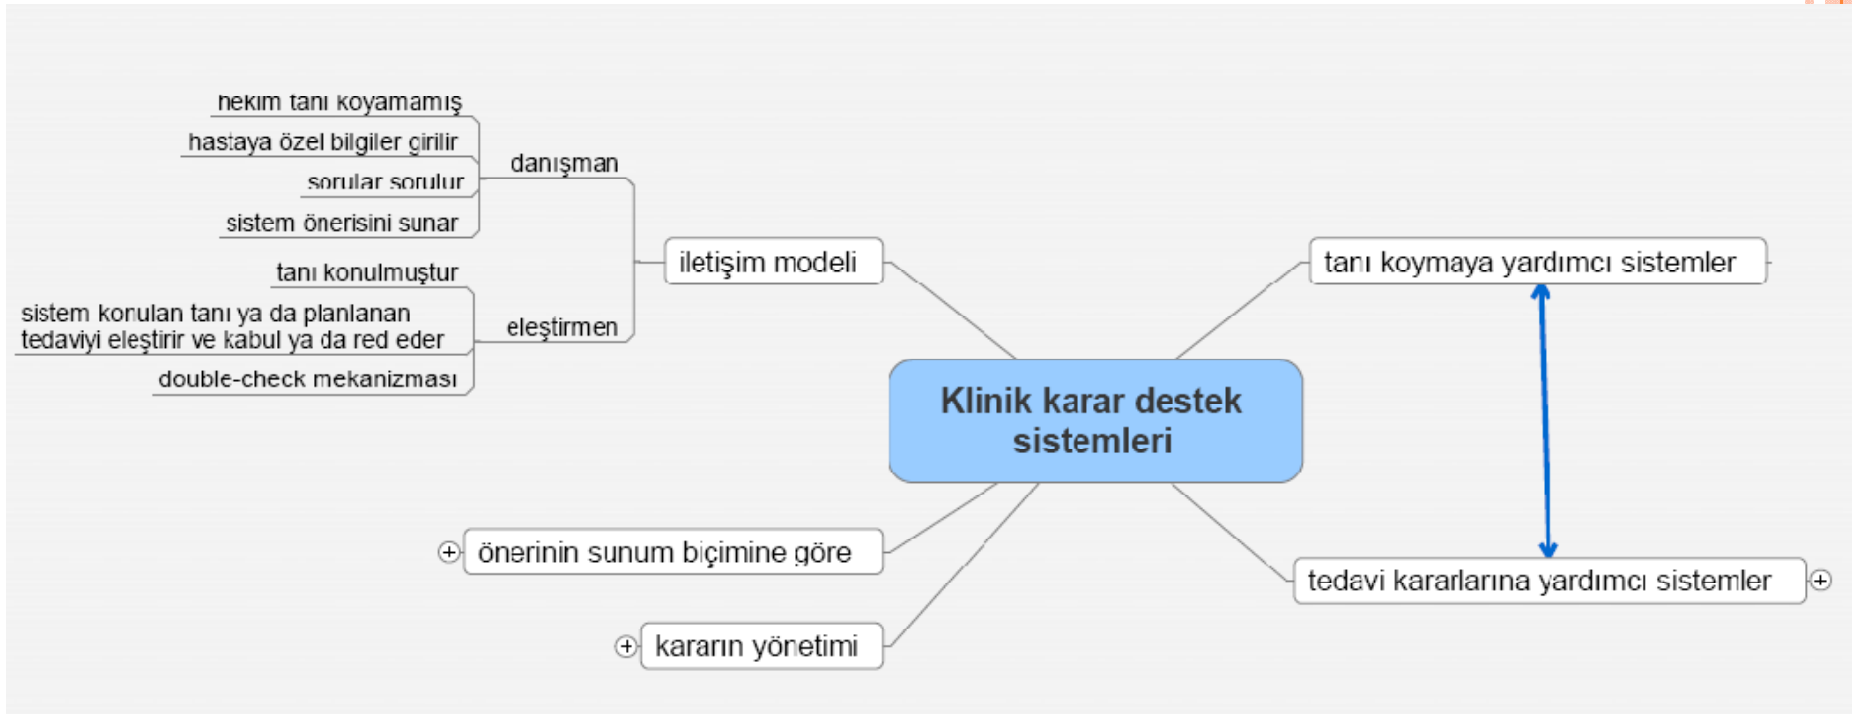 hekim tanı koyamamış
hastaya özel bilgiler girilir
sorular sorulur
sistem önerisini sunar
danışman
tanı konulmuştur
sistem konulan tanı ya da planlanan
tedaviyi eleştirir ve kabul ya da red eder
double-check mekanizması
eleştirmen
iletişim modeli
tanı koymaya yardımcı sistemler
Klinik karar destek
sistemleri
önerinin sunum biçimine göre
kararın yönetimi
tedavi kararlarına yardımcı sistemler